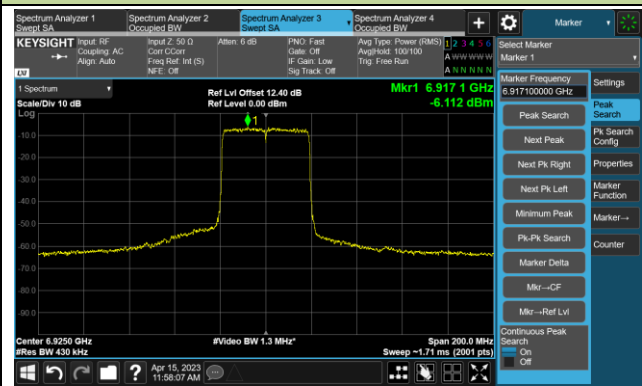 Spectrum Analyzer 1
Swept SA
Spectrum Analyzer 2
Occupied BW
Spectrum Analyzer 3
Swept SA
Spectrum Analyzer 4
Occupied BW
+
Marker
KEYSIGHT
Input: RF
Coupling: AC
Align: Auto
Input Z: 50 Ω
Corr CCorr
Freq Ref: Int (S)
NFE: Off
Atten: 6 dB
PNO: Fast
Gate: Off
IF Gain: Low
Sig Track: Off
Avg Type: Power (RMS)
Avg|Hold: 100/100
Trig: Free Run
1 2 3 4 5 6
A W W W W W
A N N N N N
LXI
Select Marker
Marker 1
1 Spectrum
Scale/Div 10 dB
Log
Ref Lvl Offset 12.40 dB
Ref Level 0.00 dBm
Mkr1 6.917 1 GHz
-6.112 dBm
1
-10.0
-20.0
-30.0
-40.0
-50.0
-60.0
-70.0
-80.0
-90.0
Center 6.9250 GHz
#Res BW 430 kHz
#Video BW 1.3 MHz*
Span 200.0 MHz
Sweep ~1.71 ms (2001 pts)
Marker Frequency
6.917100000 GHz
Peak Search
Next Peak
Next Pk Right
Next Pk Left
Minimum Peak
Pk-Pk Search
Marker Delta
Mkr→CF
Mkr→Ref Lvl
Continuous Peak
Search
On
Off
Settings
Peak
Search
Pk Search
Config
Properties
Marker
Function
Marker→
Counter
?
Apr 15, 2023
11:58:07 AM